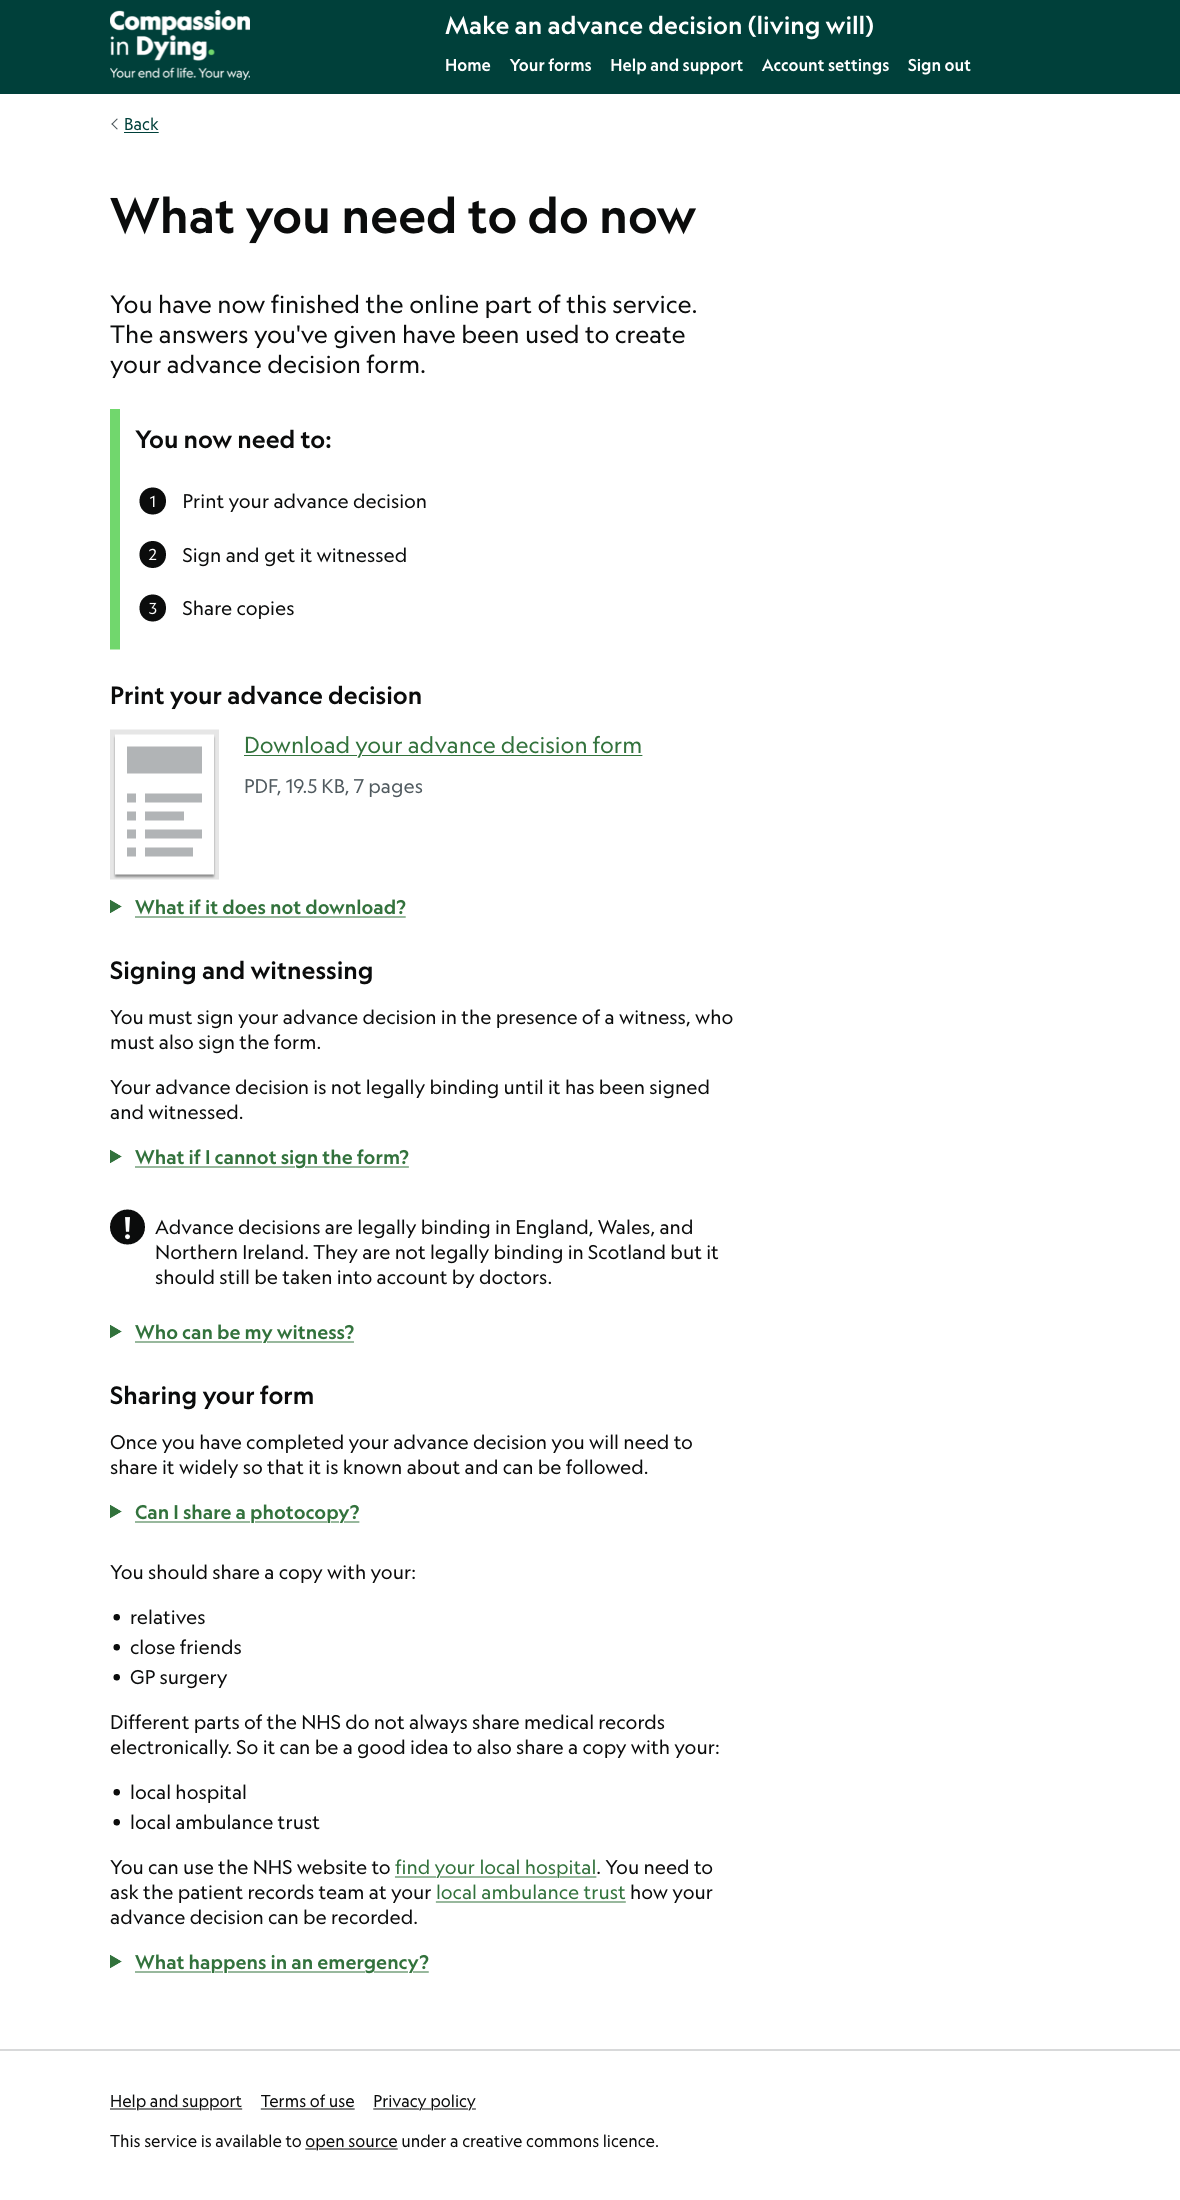 Compassion
in Dying.
Your end of life. Your way.
Make an advance decision (living will)
Home Your forms Help and support Account settings Sign out
Back
What you need to do now
You have now finished the online part of this service.
The answers you've given have been used to create
your advance decision form.
You now need to:
1 Print your advance decision
2 Sign and get it witnessed
3 Share copies
Print your advance decision
Download your advance decision form
PDF, 19.5 KB, 7 pages
What if it does not download?
Signing and witnessing
You must sign your advance decision in the presence of a witness, who
must also sign the form.
Your advance decision is not legally binding until it has been signed
and witnessed.
What if I cannot sign the form?
! Advance decisions are legally binding in England, Wales, and
Northern Ireland. They are not legally binding in Scotland but it
should still be taken into account by doctors.
Who can be my witness?
Sharing your form
Once you have completed your advance decision you will need to
share it widely so that it is known about and can be followed.
Can I share a photocopy?
You should share a copy with your:
• relatives
• close friends
• GP surgery
Different parts of the NHS do not always share medical records
electronically. So it can be a good idea to also share a copy with your:
• local hospital
• local ambulance trust
You can use the NHS website to find your local hospital. You need to
ask the patient records team at your local ambulance trust how your
advance decision can be recorded.
What happens in an emergency?
Help and support Terms of use Privacy policy
This service is available to open source under a creative commons licence.